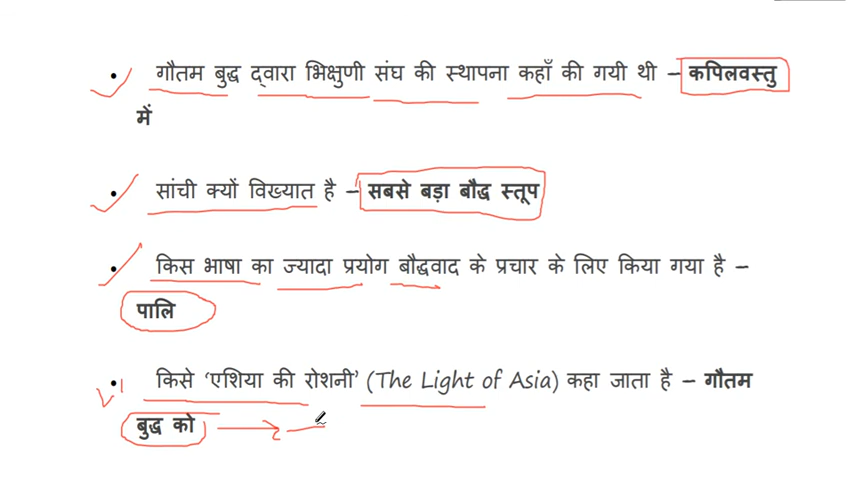 • गौतम बुद्ध द्वारा भिक्षुणी संघ की स्थापना कहाँ की गयी थी – कपिलवस्तु
में
• सांची क्यों विख्यात है – सबसे बड़ा बौद्ध स्तूप
• किस भाषा का ज्यादा प्रयोग बौद्धवाद के प्रचार के लिए किया गया है –
पालि
• किसे ‘एशिया की रोशनी’ (The Light of Asia) कहा जाता है – गौतम
बुद्ध को